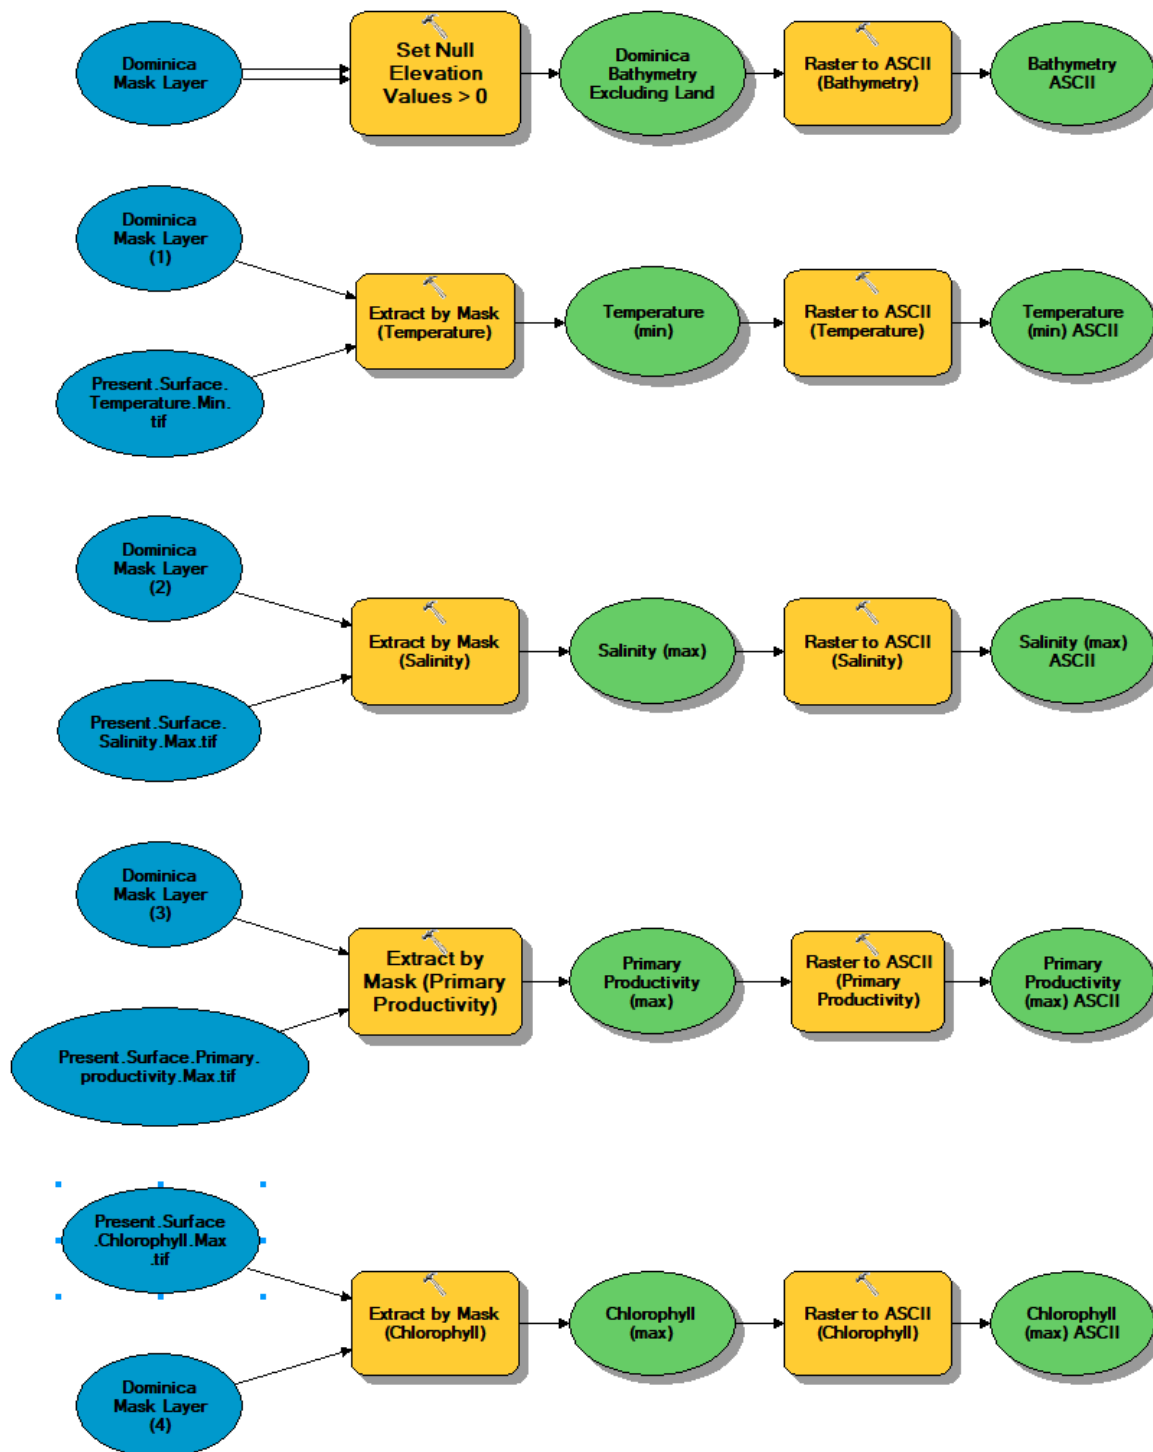 Dominica
Mask Layer
Set Null
Elevation
Values > 0
Dominica
Bathymetry
Excluding Land
Raster to ASCII
(Bathymetry)
Bathymetry
ASCII
Dominica
Mask Layer
(1)
Present.Surface.
Temperature.Min.
tif
Extract by Mask
(Temperature)
Temperature
(min)
Raster to ASCII
(Temperature)
Temperature
(min) ASCII
Dominica
Mask Layer
(2)
Present.Surface.
Salinity.Max.tif
Extract by Mask
(Salinity)
Salinity (max)
Raster to ASCII
(Salinity)
Salinity (max)
ASCII
Dominica
Mask Layer
(3)
Present.Surface.Primary.
productivity.Max.tif
Extract by
Mask (Primary
Productivity)
Primary
Productivity
(max)
Raster to ASCII
(Primary
Productivity)
Primary
Productivity
(max) ASCII
Present.Surface
.Chlorophyll.Max
.tif
Dominica
Mask Layer
(4)
Extract by Mask
(Chlorophyll)
Chlorophyll
(max)
Raster to ASCII
(Chlorophyll)
Chlorophyll
(max) ASCII